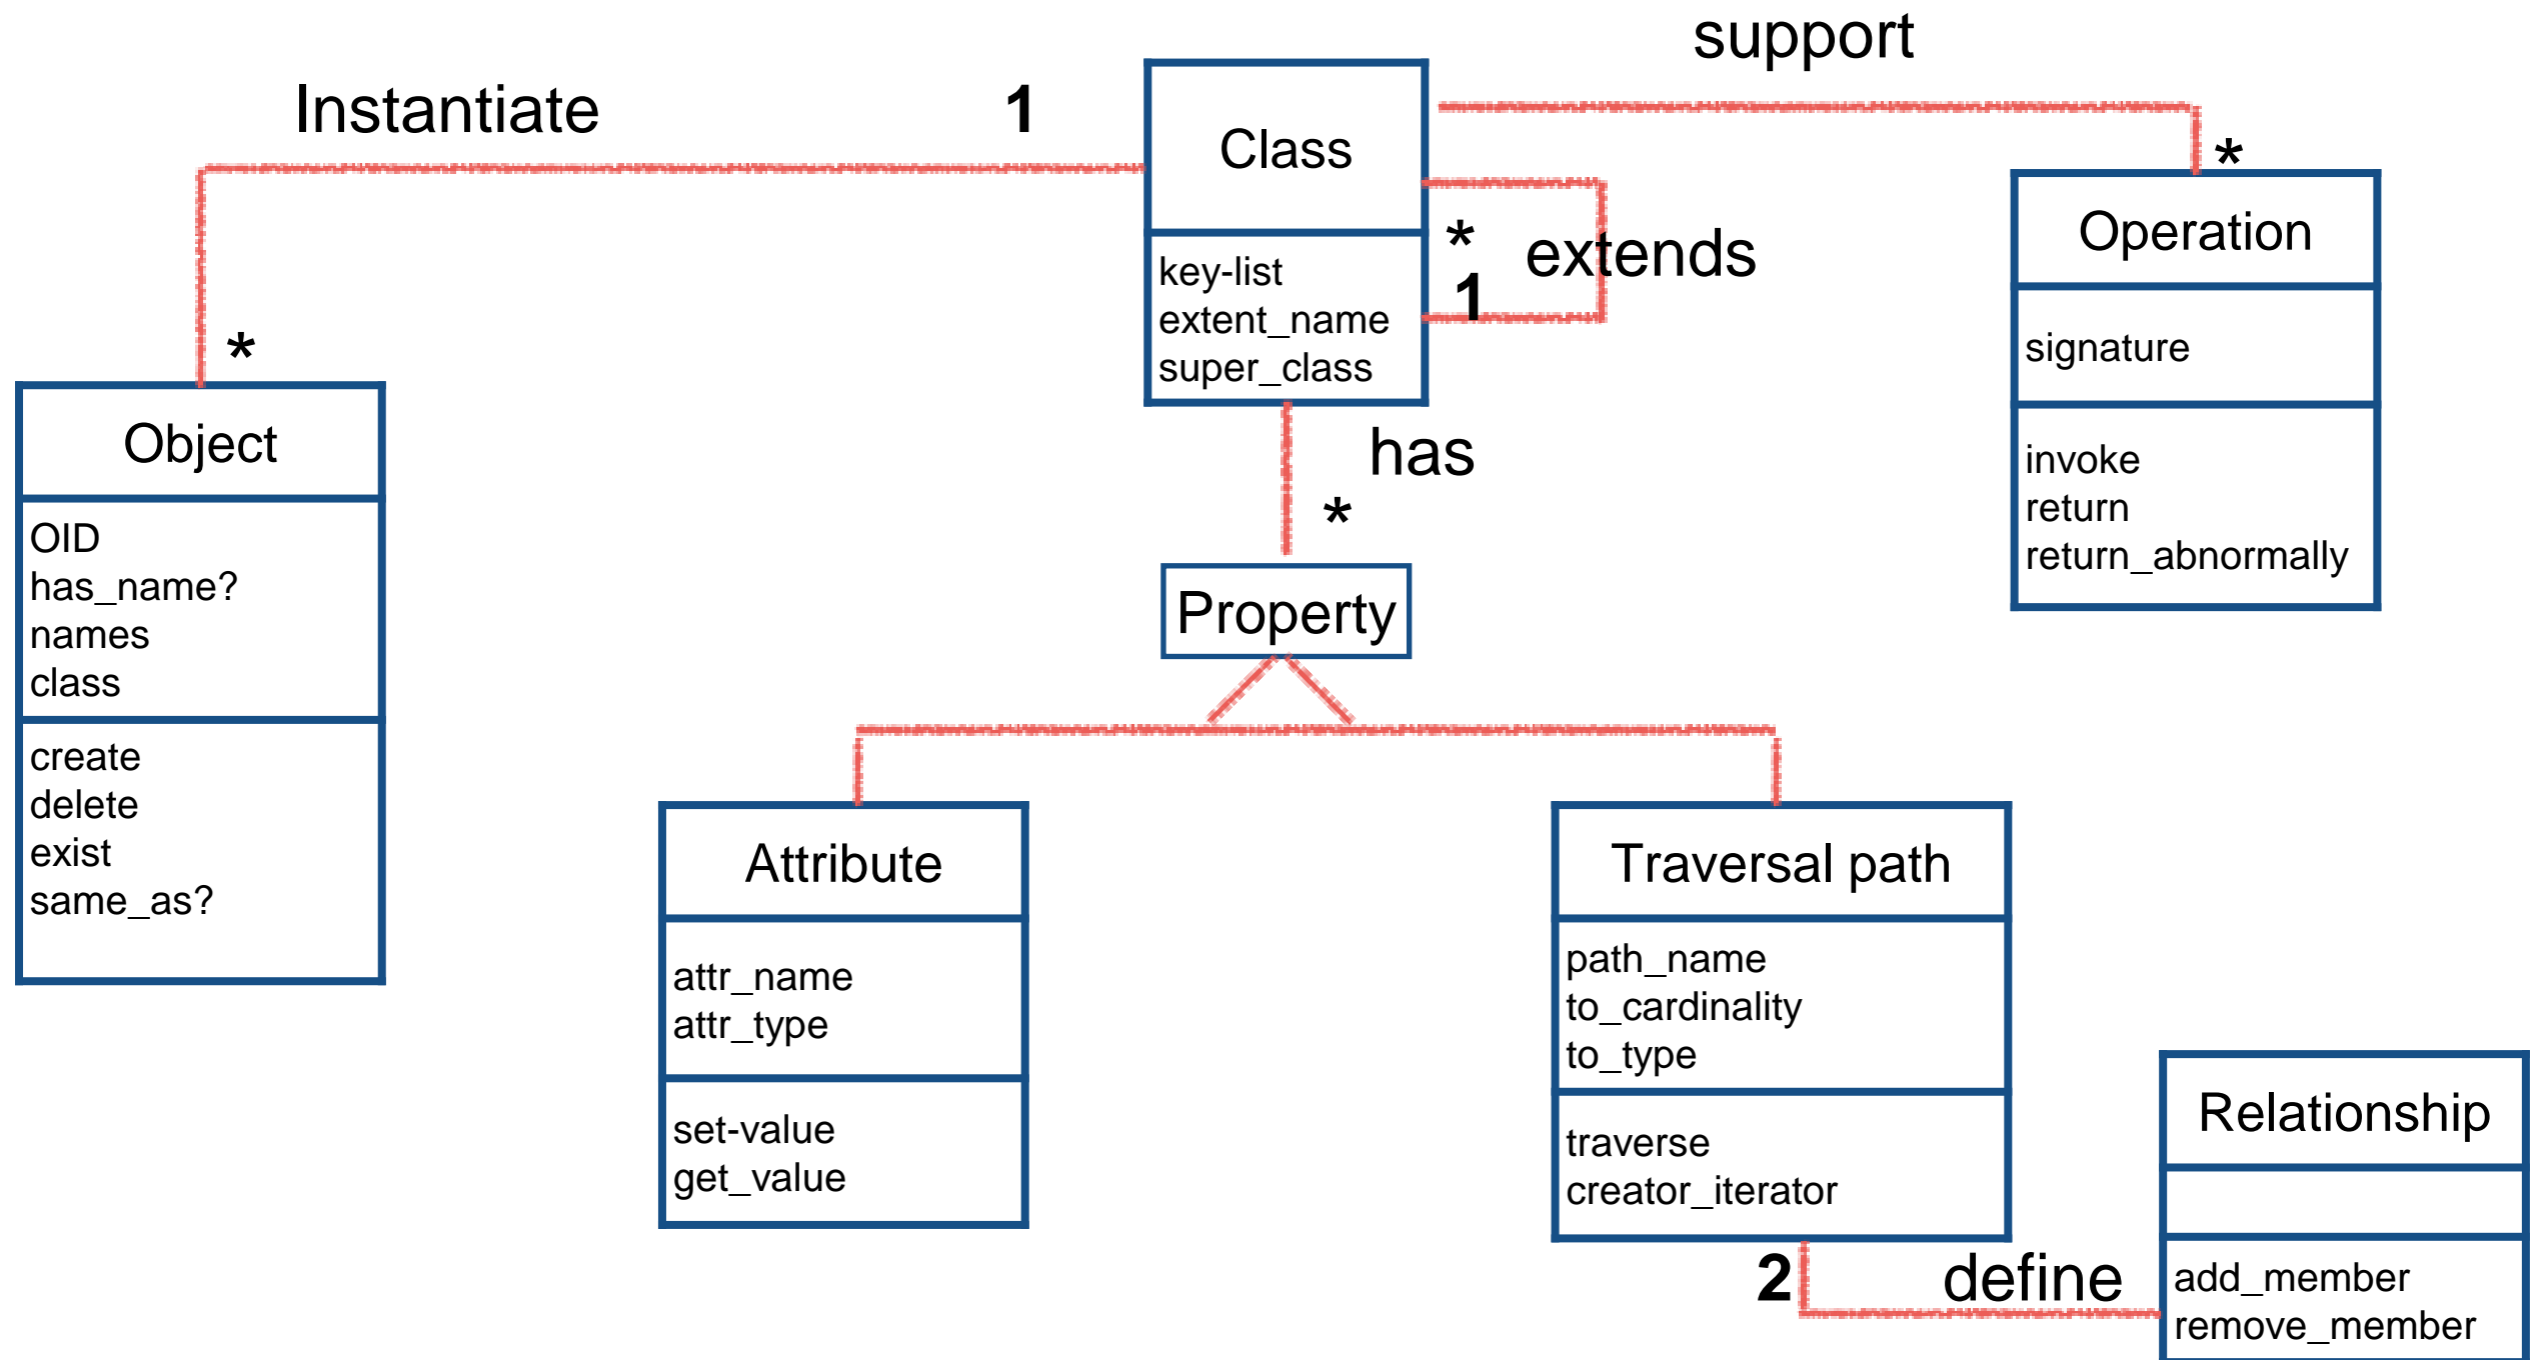 support
Instantiate
1
Class
*
Operation
key-list
extent_name
super_class
*
1
extends
signature
*
Object
has
invoke
return
return_abnormally
OID
has_name?
names
class
*
Property
create
delete
exist
same_as?
Attribute
attr_name
attr_type
set-value
get_value
Traversal path
path_name
to_cardinality
to_type
traverse
creator_iterator
Relationship
2
define
add_member
remove_member